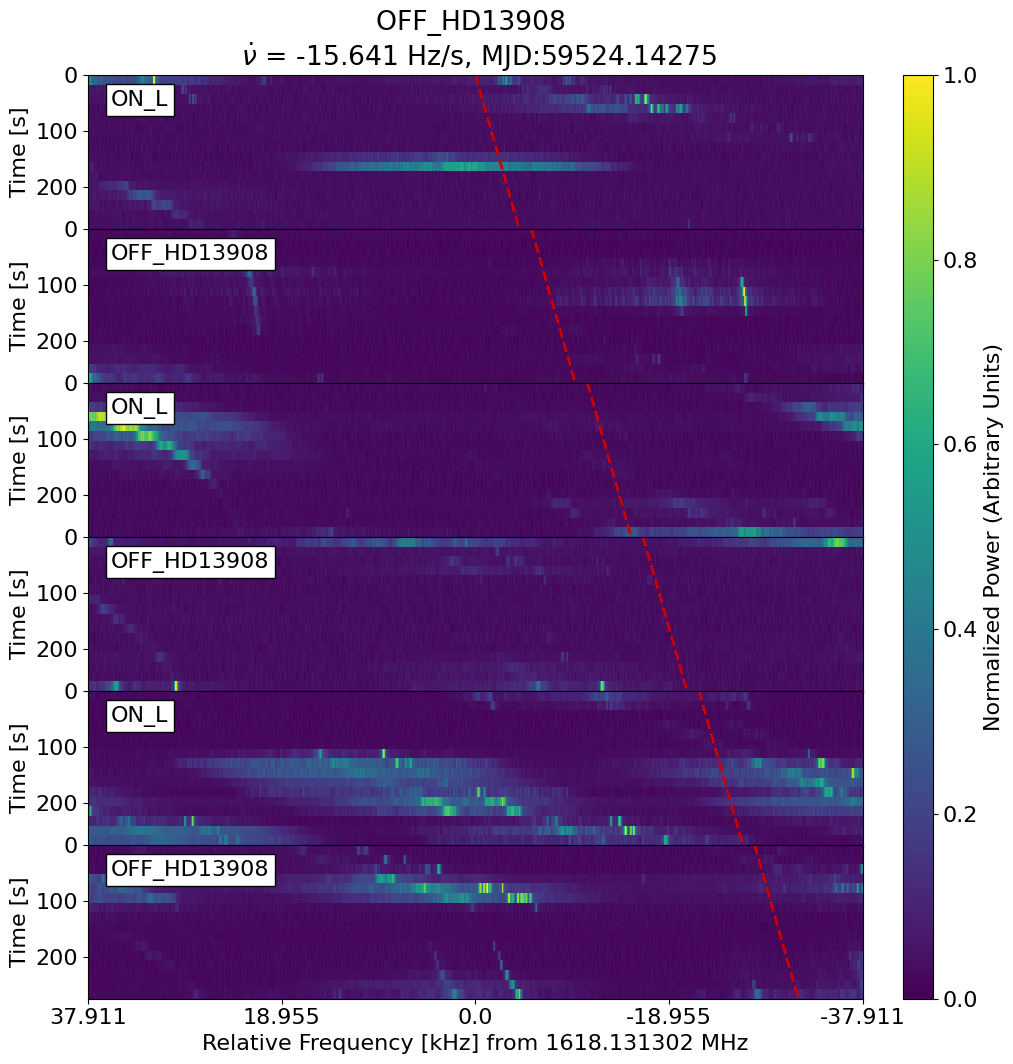 OFF_HD13908
ν̇ = -15.641 Hz/s, MJD:59524.14275
0
ON_L
100
200
Time [s]
0
OFF_HD13908
100
200
Time [s]
0
ON_L
100
200
Time [s]
0
OFF_HD13908
100
200
Time [s]
0
ON_L
100
200
Time [s]
0
OFF_HD13908
100
200
Time [s]
37.911 18.955 0.0 -18.955 -37.911
Relative Frequency [kHz] from 1618.131302 MHz
1.0
0.8
0.6
0.4
0.2
0.0
Normalized Power (Arbitrary Units)